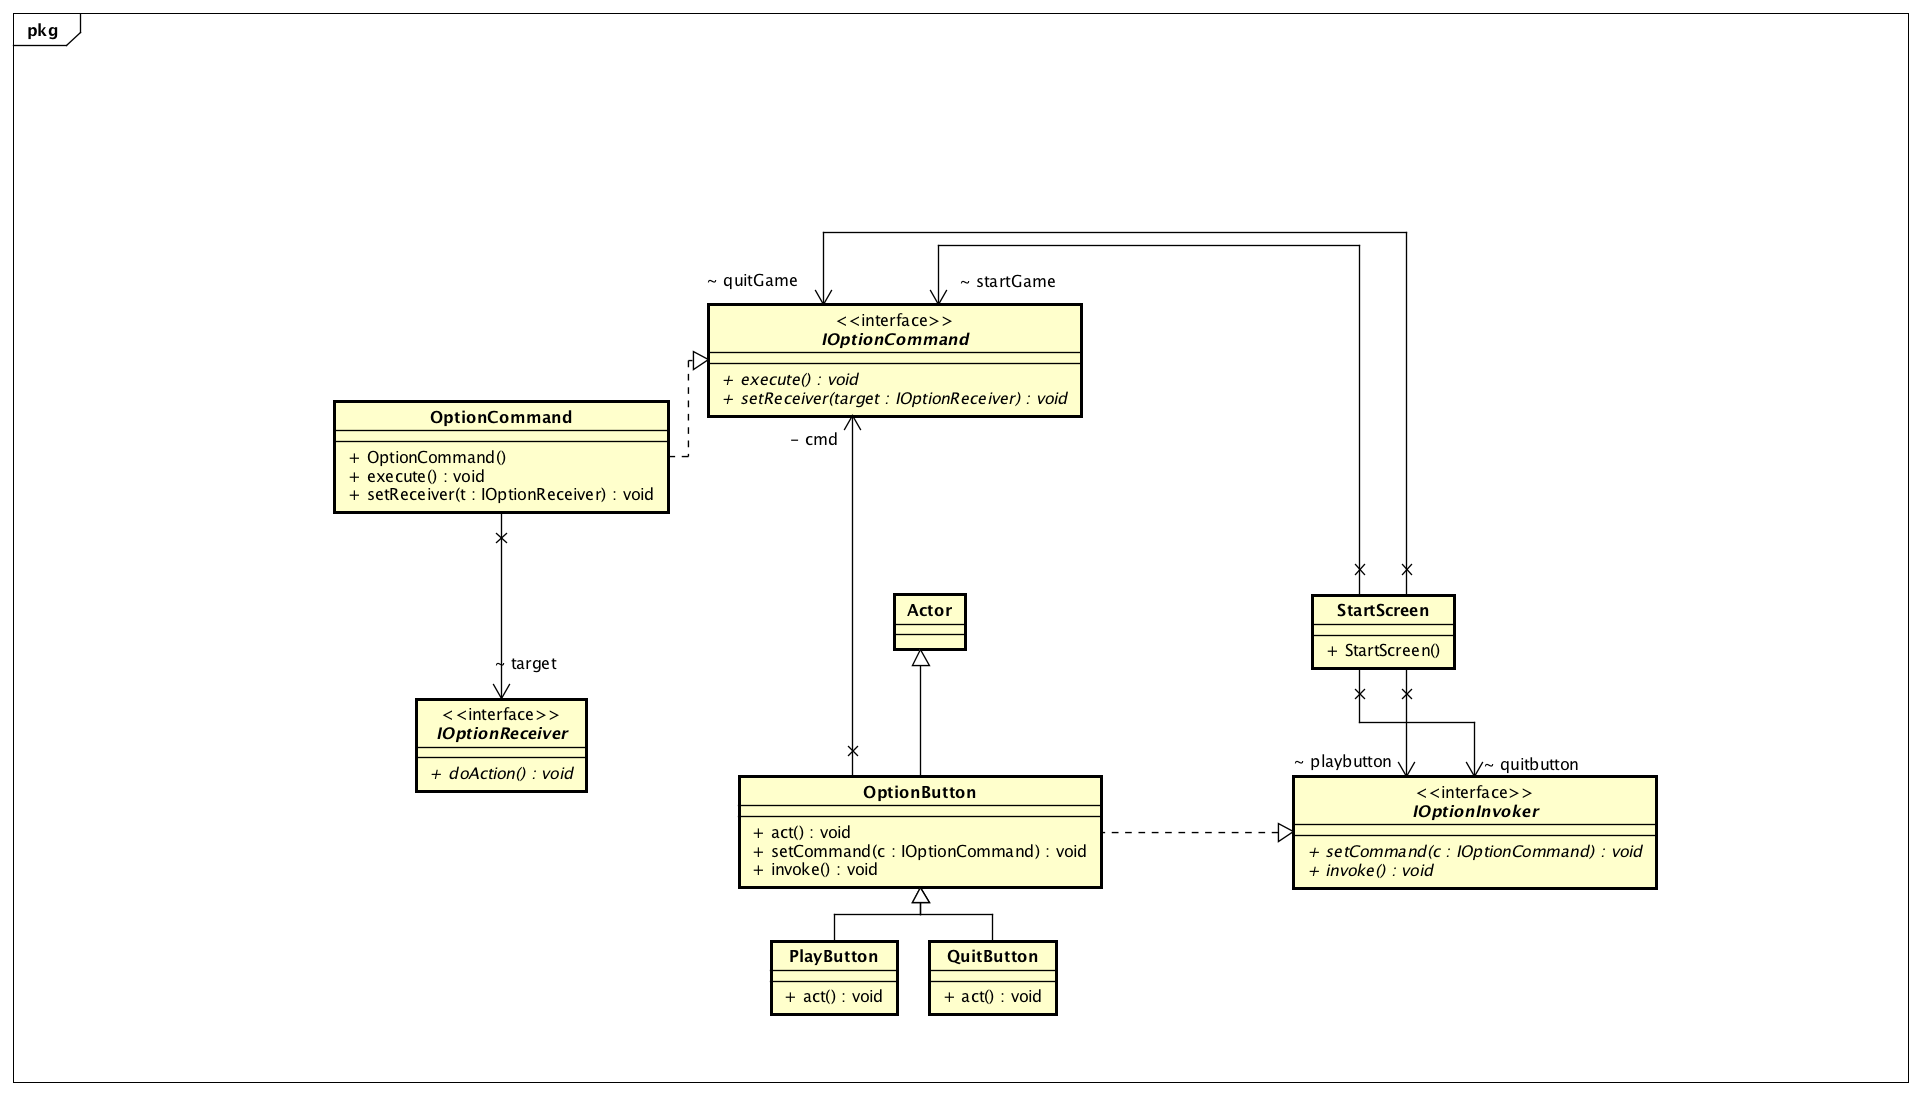 pkg
~ quitGame
~ startGame
<<interface>>
IOptionCommand
+ execute() : void
+ setReceiver(target : IOptionReceiver) : void
OptionCommand
+ OptionCommand()
+ execute() : void
+ setReceiver(t : IOptionReceiver) : void
- cmd
Actor
StartScreen
+ StartScreen()
~ target
<<interface>>
IOptionReceiver
+ doAction() : void
~ playbutton
~ quitbutton
OptionButton
+ act() : void
+ setCommand(c : IOptionCommand) : void
+ invoke() : void
<<interface>>
IOptionInvoker
+ setCommand(c : IOptionCommand) : void
+ invoke() : void
PlayButton
+ act() : void
QuitButton
+ act() : void